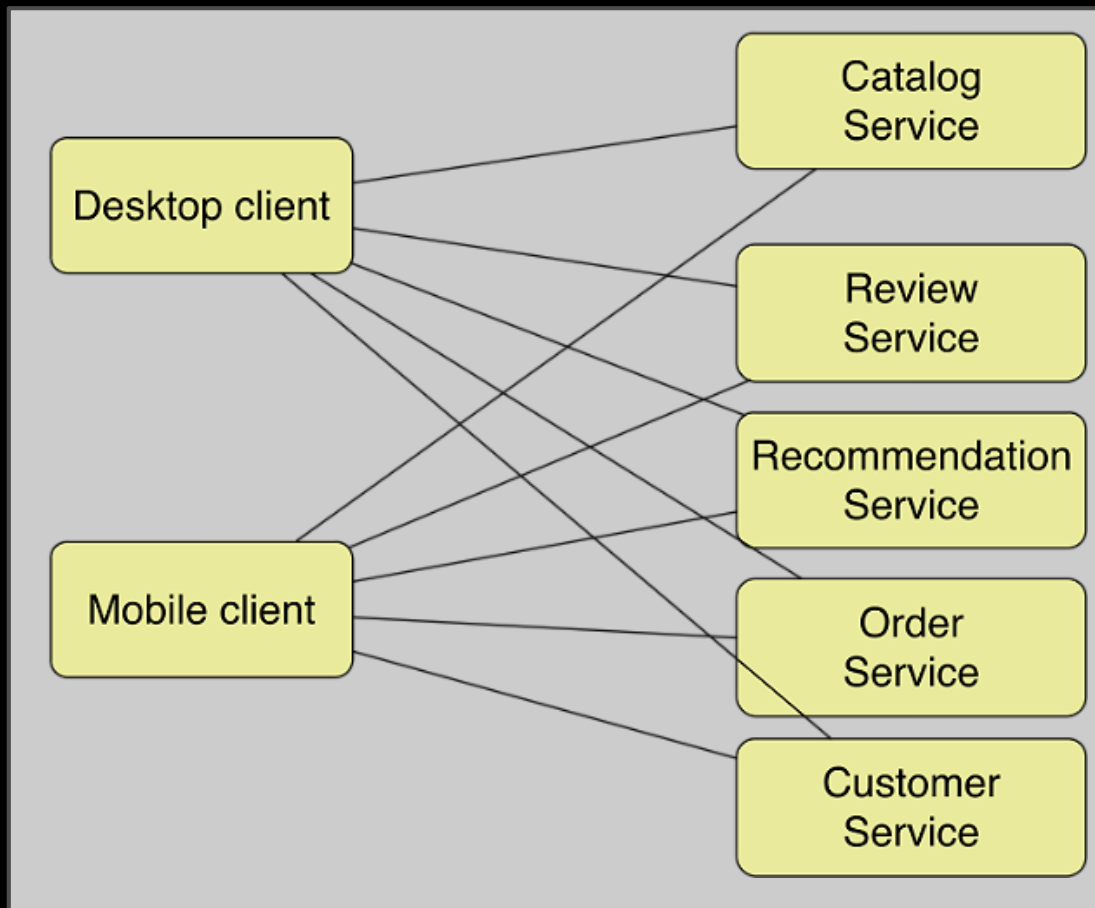 Desktop client
Mobile client
Catalog
Service
Review
Service
Recommendation
Service
Order
Service
Customer
Service